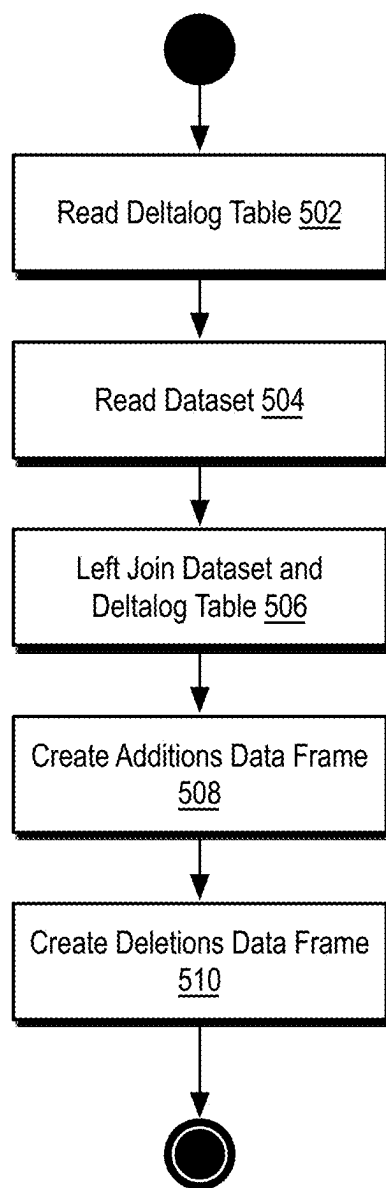 Read Deltalog Table 502
Read Dataset 504
Left Join Dataset and
Deltalog Table 506
Create Additions Data Frame
508
Create Deletions Data Frame
510